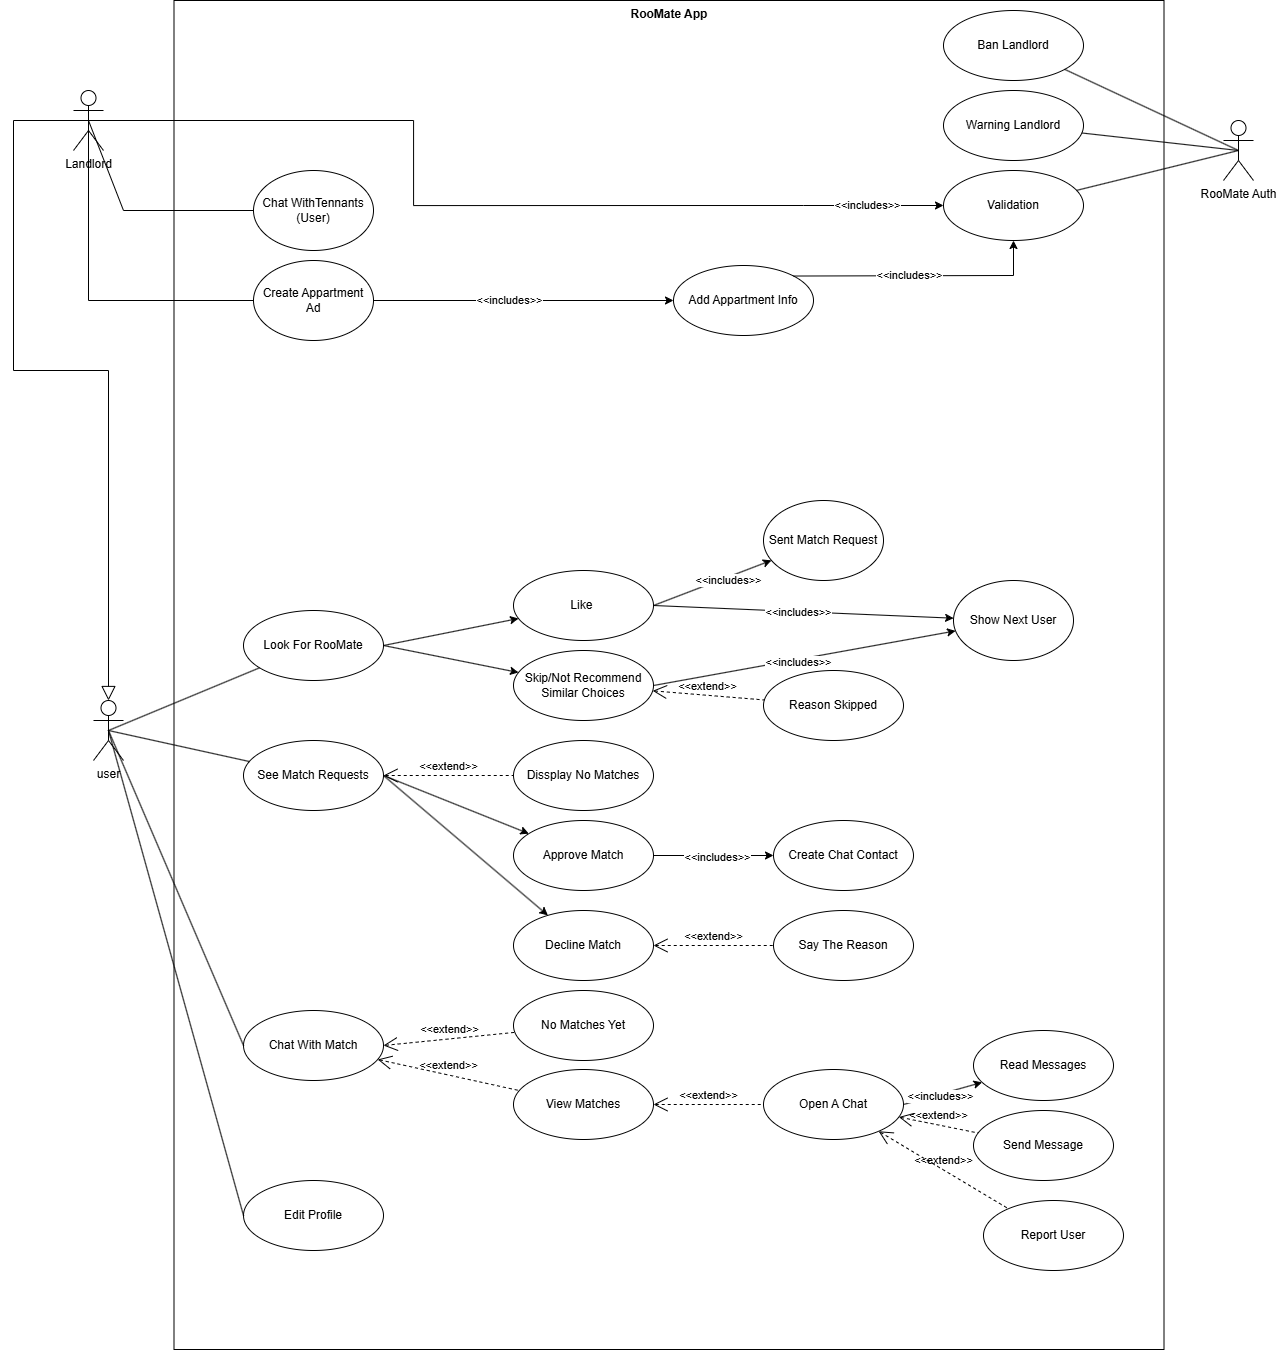 RooMate App
Ban Landlord
Warning Landlord
Landlord
RooMate Auth
Chat WithTennants
(User)
<<includes>>
Validation
<<includes>>
Create Appartment
Ad
<<includes>>
Add Appartment Info
Sent Match Request
<<includes>>
Like
<<includes>>
Show Next User
Look For RooMate
<<includes>>
Skip/Not Recommend
Similar Choices
<<extend>>
Reason Skipped
user
See Match Requests
<<extend>>
Dissplay No Matches
Approve Match
<<includes>>
Create Chat Contact
Decline Match
<<extend>>
Say The Reason
Chat With Match
<<extend>>
No Matches Yet
<<extend>>
View Matches
<<extend>>
Open A Chat
Read Messages
<<includes>>
<<extend>>
Send Message
<<extend>>
Report User
Edit Profile